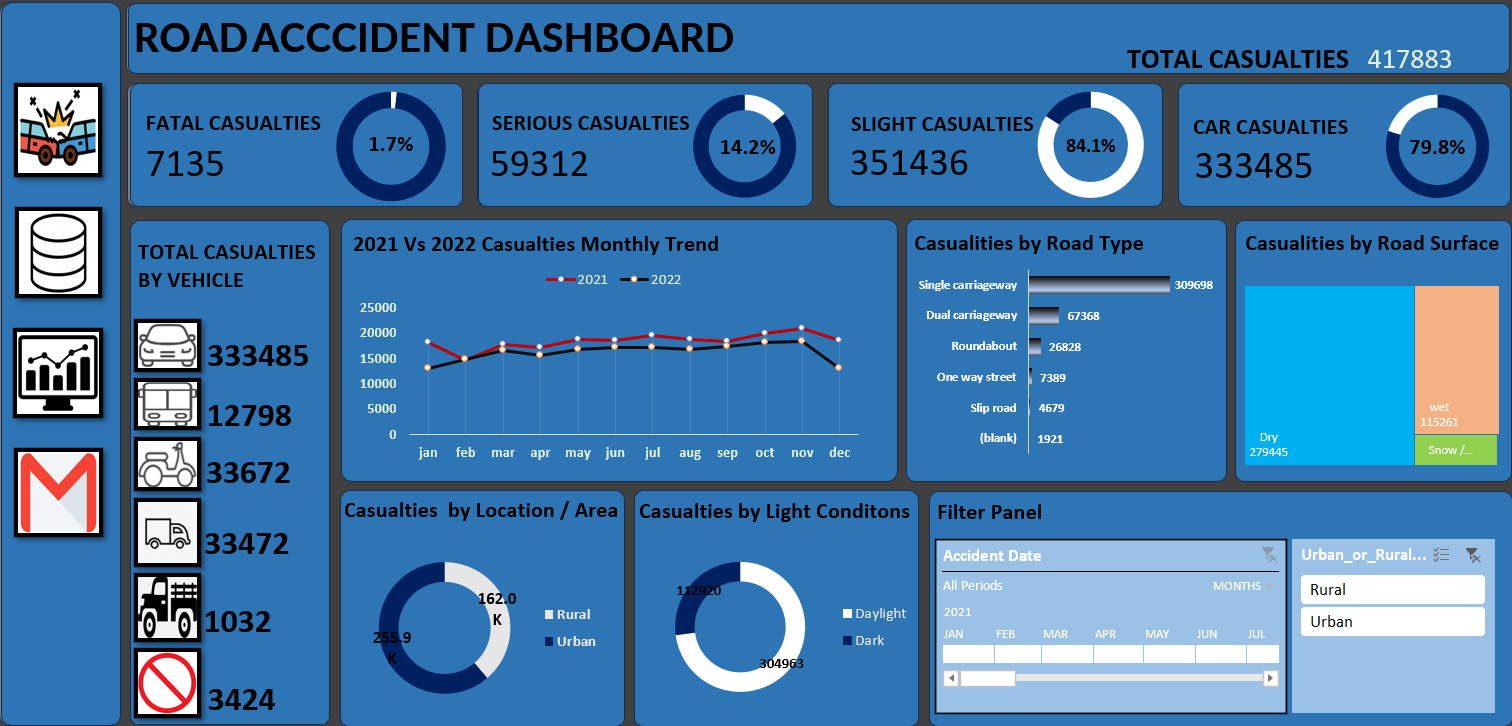 ROAD ACCCIDENT DASHBOARD
TOTAL CASUALTIES 417883
FATAL CASUALTIES
7135
1.7%
SERIOUS CASUALTIES
59312
14.2%
SLIGHT CASUALTIES
351436
84.1%
CAR CASUALTIES
333485
79.8%
TOTAL CASUALTIES
BY VEHICLE
333485
12798
33672
33472
1032
3424
2021 Vs 2022 Casualties Monthly Trend
2021 2022
25000
20000
15000
10000
5000
0
jan feb mar apr may jun jul aug sep oct nov dec
Casualities by Road Type
Single carriageway 309698
Dual carriageway 67368
Roundabout 26828
One way street 7389
Slip road 4679
(blank) 1921
Casualities by Road Surface
Dry
279445
wet
115261
Snow /...
Casualties by Location / Area
162.0
K
255.9
K
Rural
Urban
Casualties by Light Conditons
112920
304963
Daylight
Dark
Filter Panel
Accident Date
All Periods MONTHS
2021
JAN FEB MAR APR MAY JUN JUL
Urban_or_Rural...
Rural
Urban